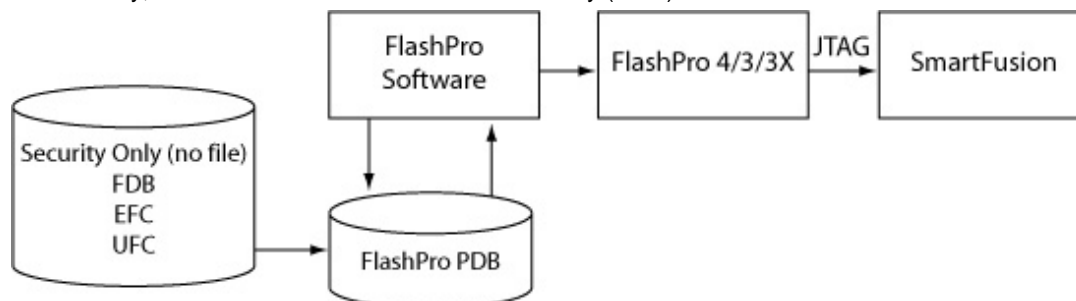 FlashPro
Software
FlashPro 4/3/3X
JTAG
SmartFusion
Security Only (no file)
FDB
EFC
UFC
FlashPro PDB